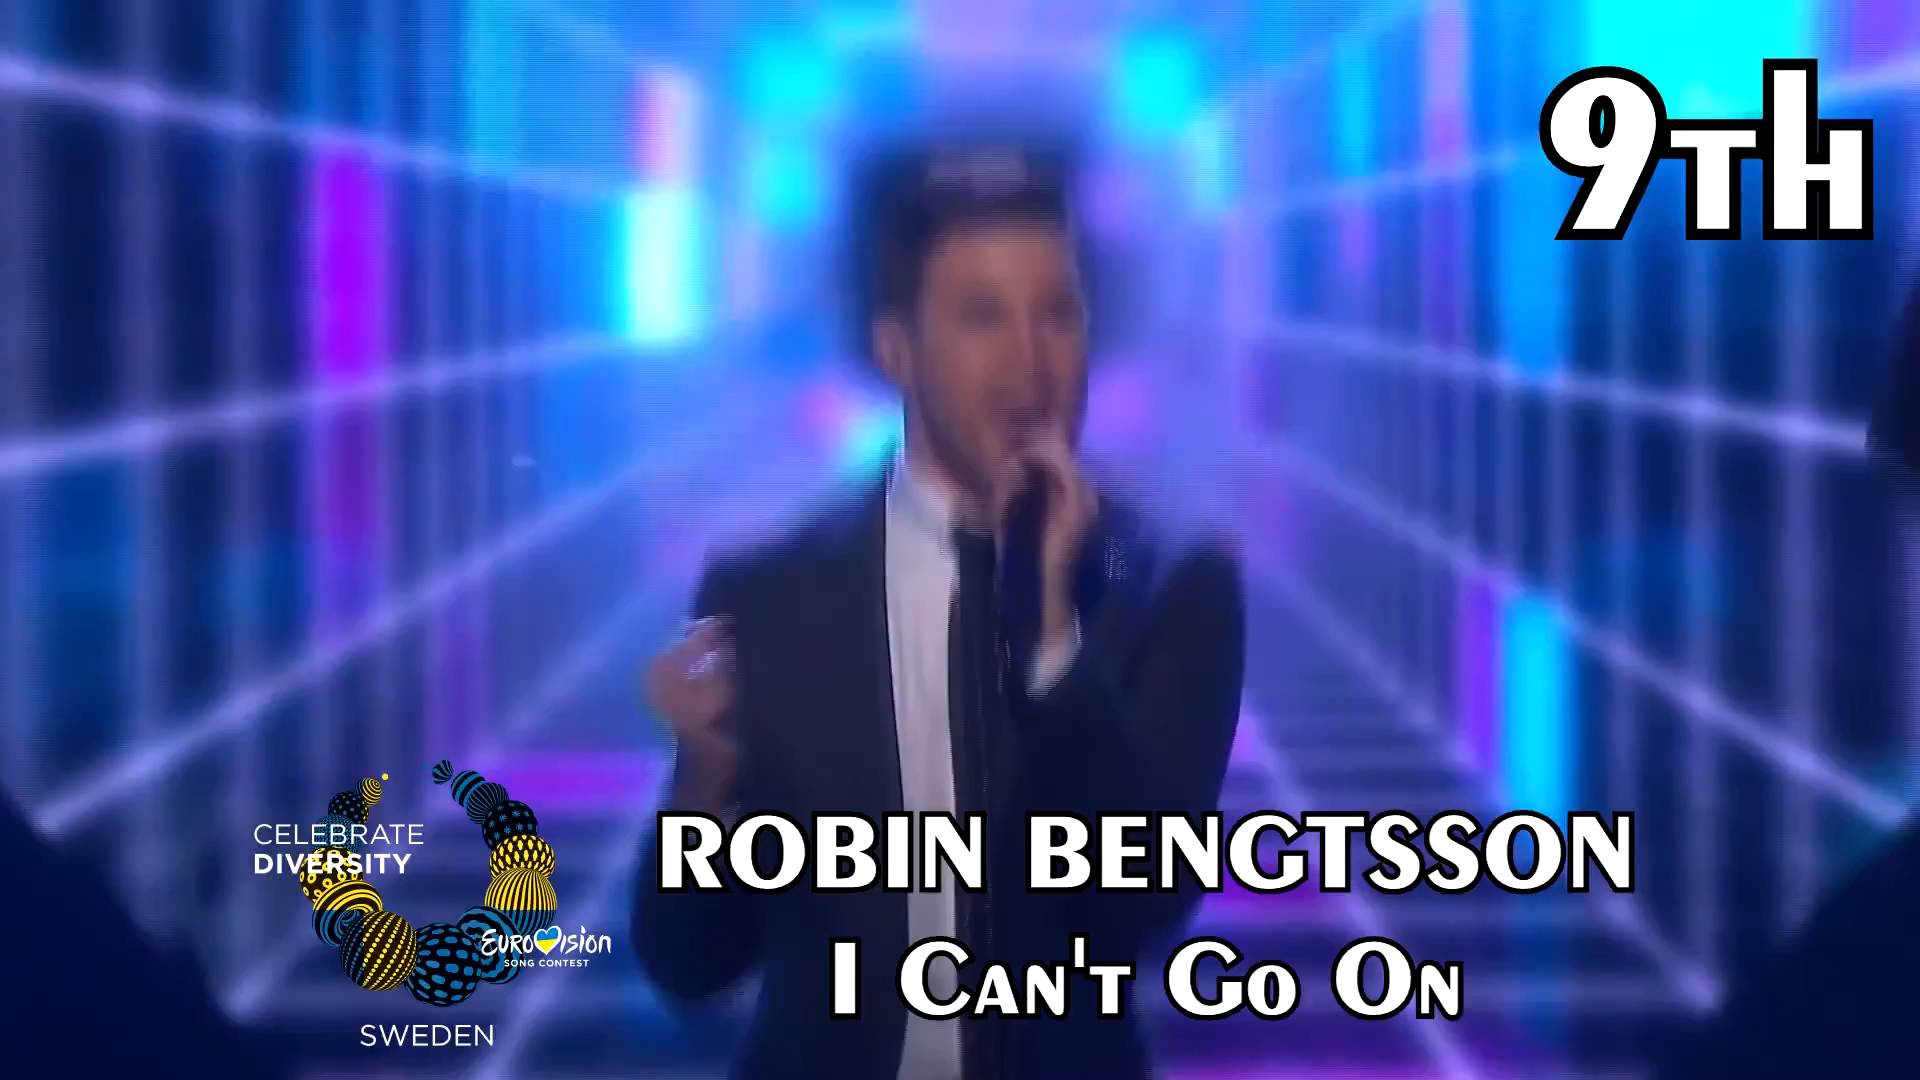 9TH
CELEBRATE
DIVERSITY
EUROVISION
SONG CONTEST
SWEDEN
ROBIN BENGTSSON
I CAN'T GO ON